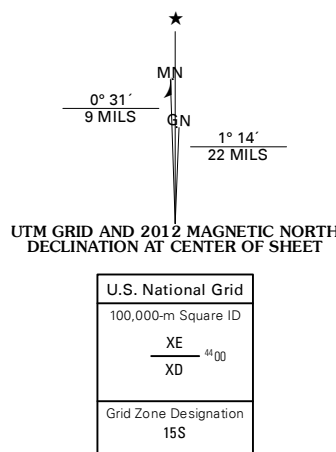 ★
MN
0° 31´
9 MILS
GN
1° 14´
22 MILS
UTM GRID AND 2012 MAGNETIC NORTH
DECLINATION AT CENTER OF SHEET
U.S. National Grid
100,000-m Square ID
XE
4400
XD
Grid Zone Designation
15S